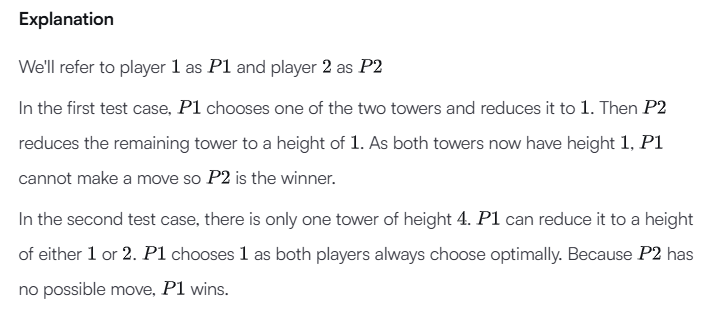 Explanation
We'll refer to player 1 as P1 and player 2 as P2
In the first test case, P1 chooses one of the two towers and reduces it to 1. Then P2
reduces the remaining tower to a height of 1. As both towers now have height 1, P1
cannot make a move so P2 is the winner.
In the second test case, there is only one tower of height 4. P1 can reduce it to a height
of either 1 or 2. P1 chooses 1 as both players always choose optimally. Because P2 has
no possible move, P1 wins.